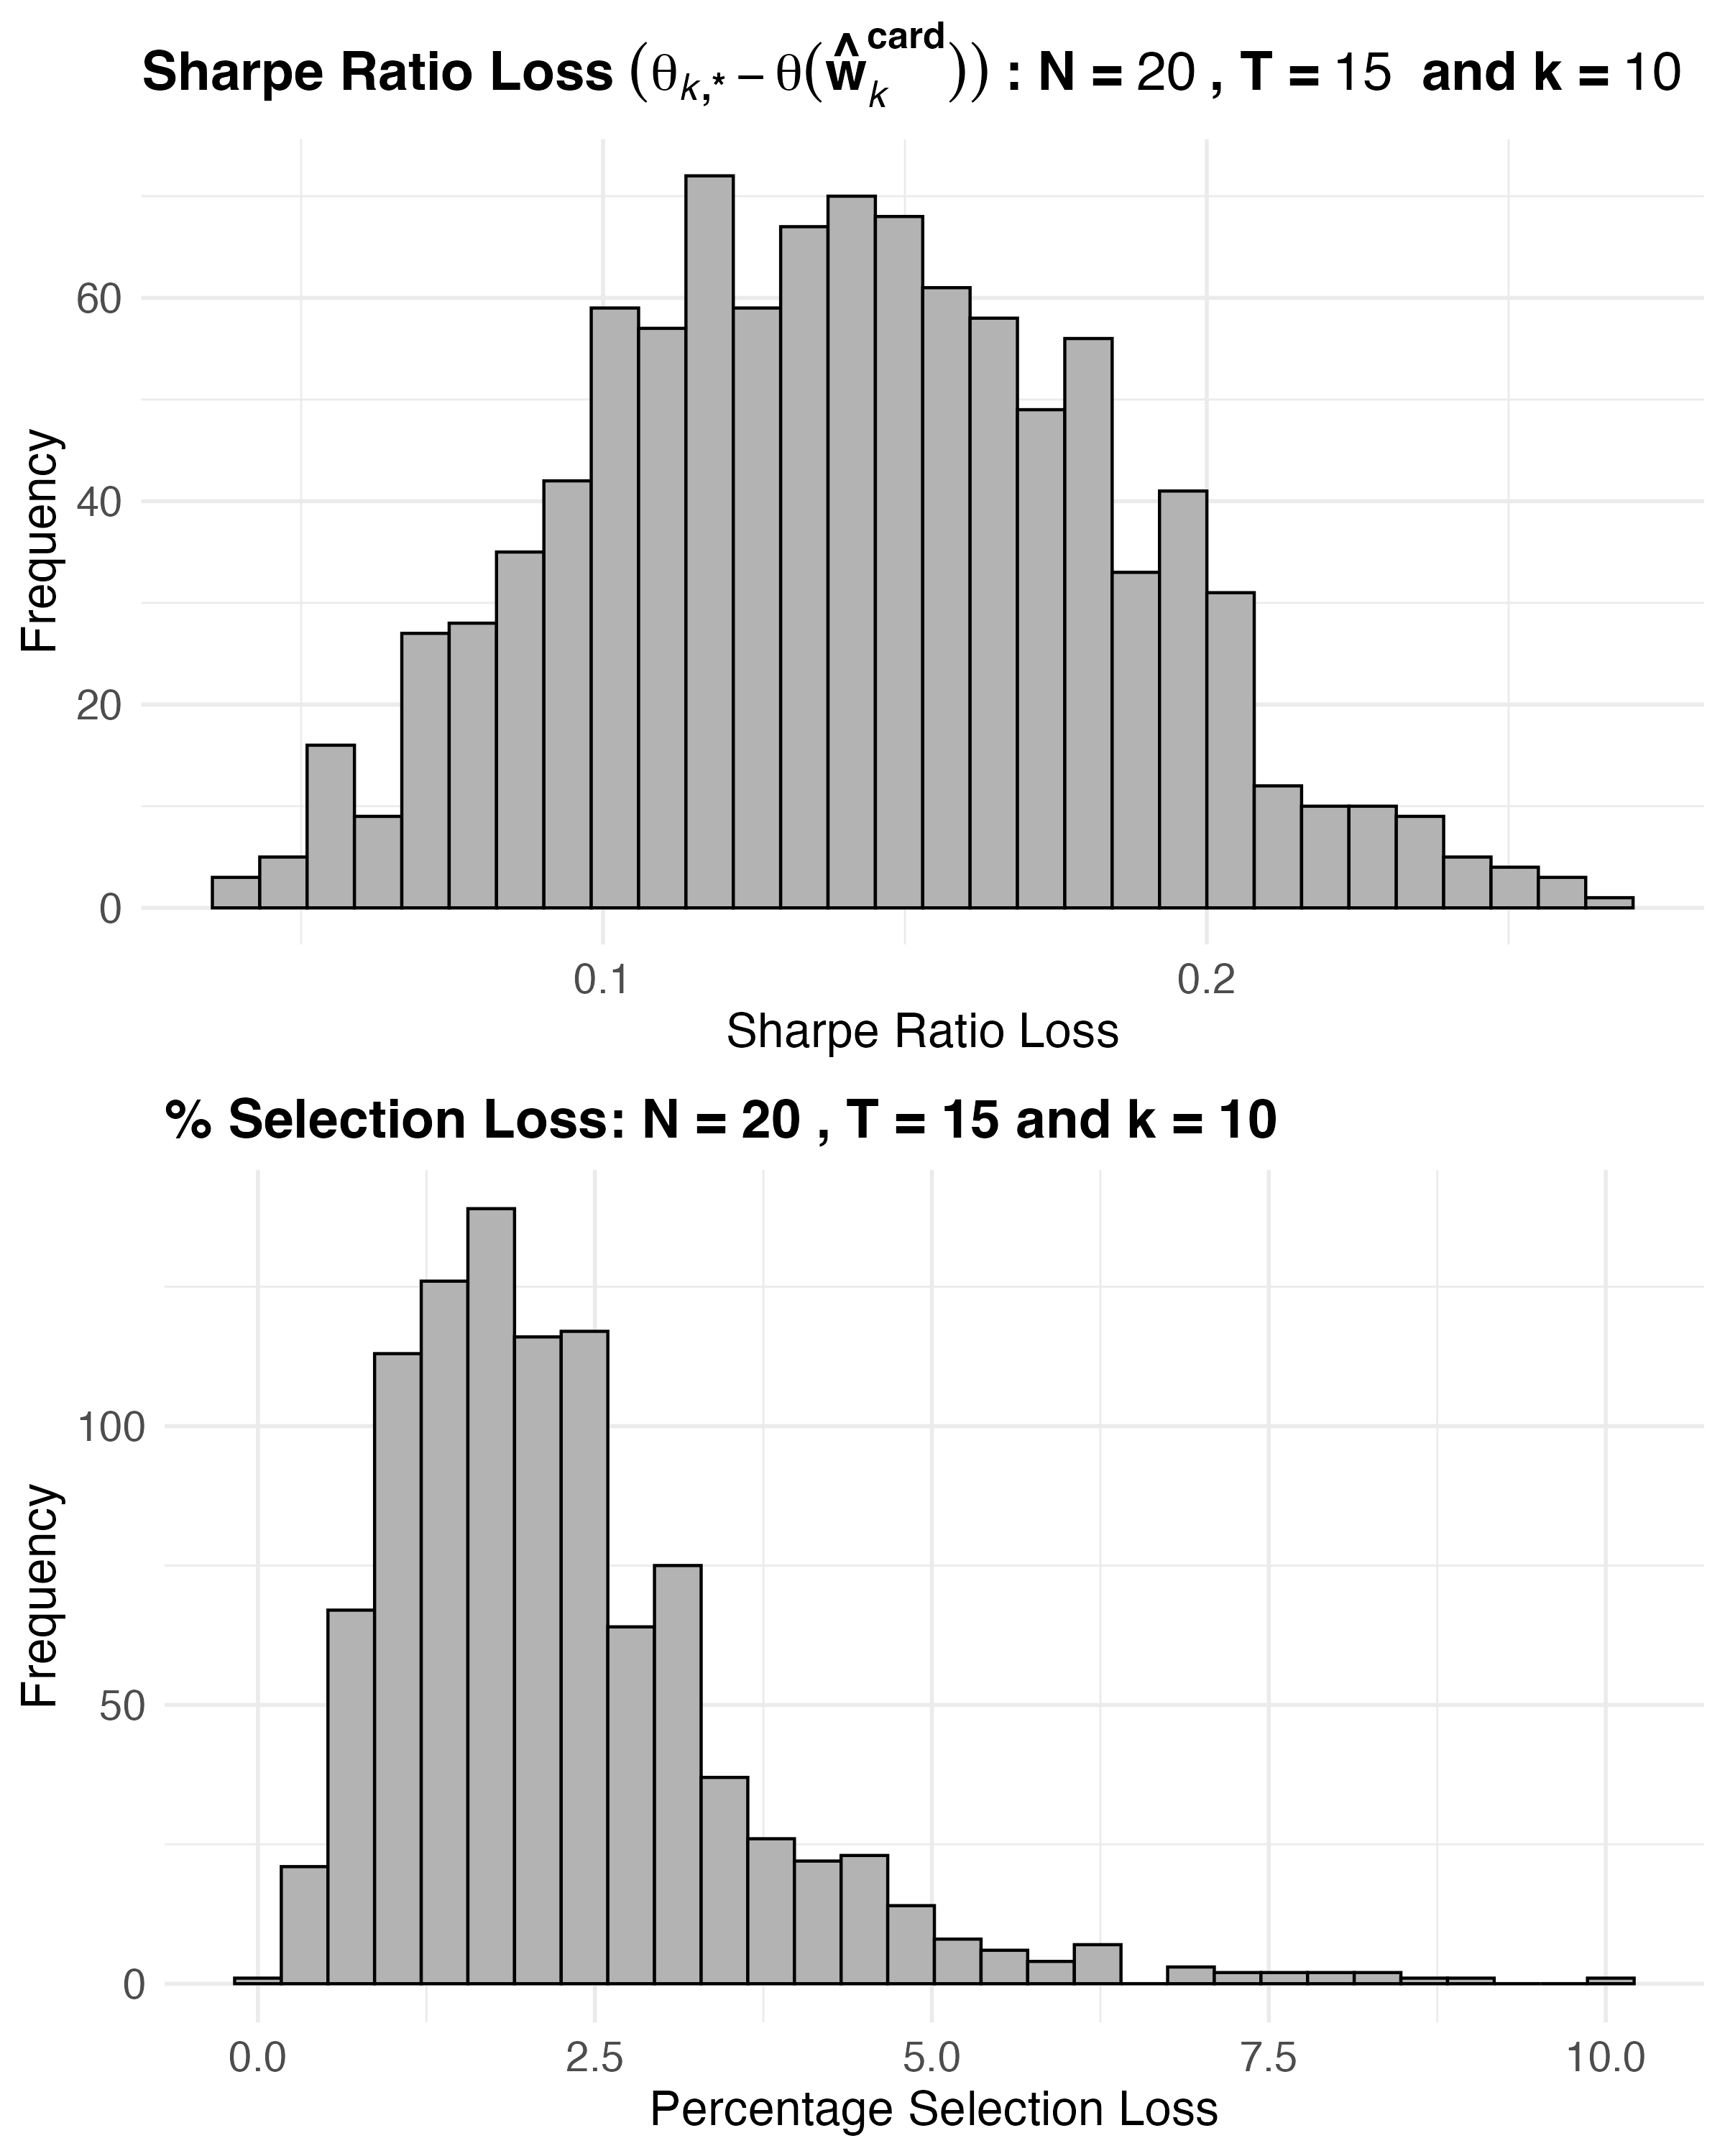 Sharpe Ratio Loss (θk,* − θ(ŵk^card)) : N = 20 , T = 15 and k = 10
Frequency
60
40
20
0
0.1 0.2
Sharpe Ratio Loss
% Selection Loss: N = 20 , T = 15 and k = 10
Frequency
100
50
0
0.0 2.5 5.0 7.5 10.0
Percentage Selection Loss